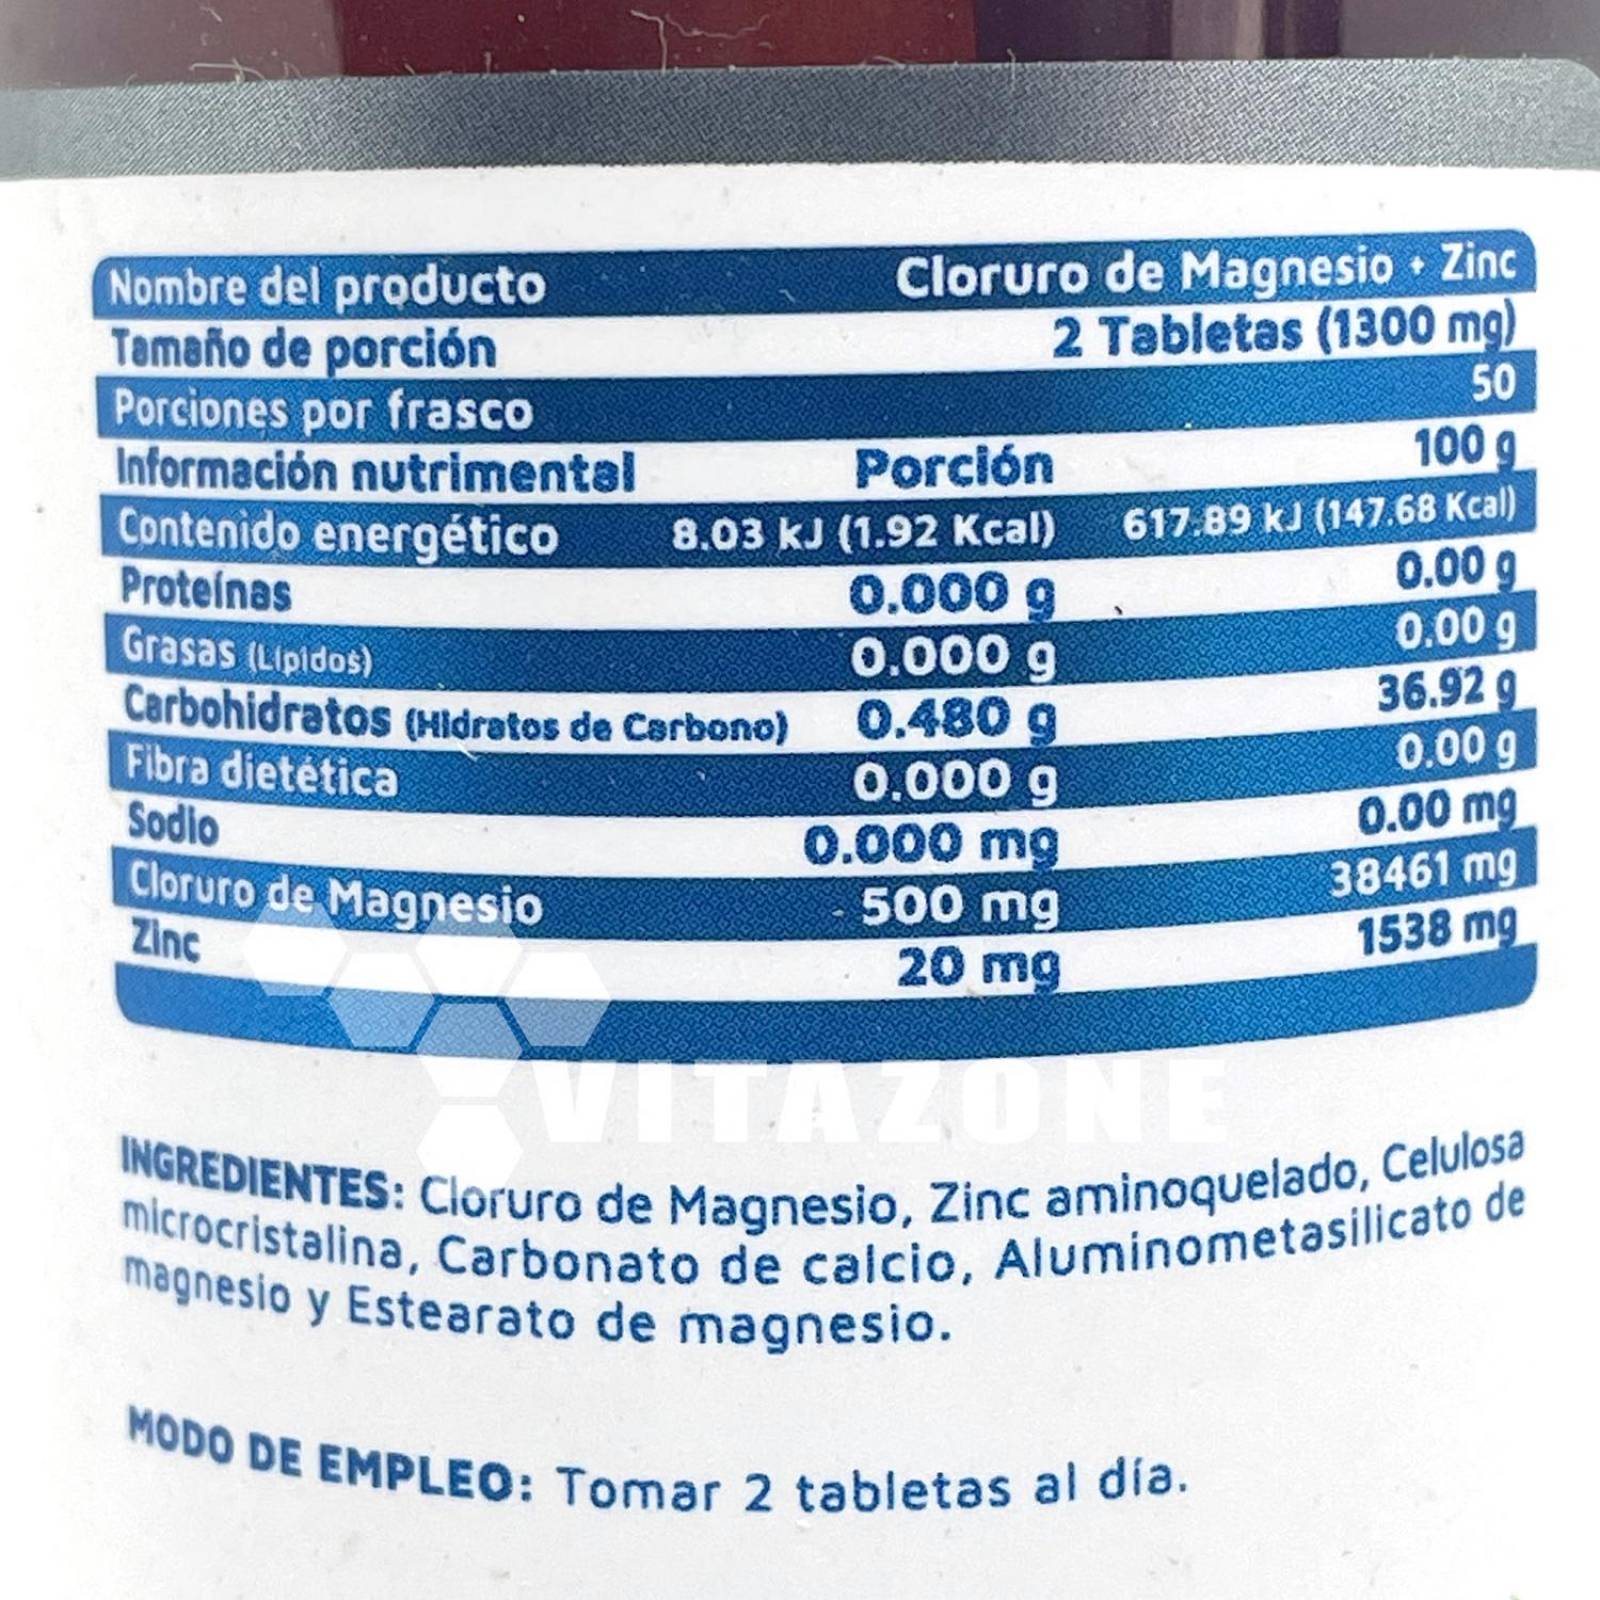 Nombre del producto Cloruro de Magnesio + Zinc
Tamaño de porción 2 Tabletas (1300 mg)
Porciones por frasco 50
Información nutrimental Porción 100 g
Contenido energético 8.03 kJ (1.92 Kcal) 617.89 kJ (147.68 Kcal)
Proteínas 0.000 g 0.00 g
Grasas (Lípidos) 0.000 g 0.00 g
Carbohidratos (Hidratos de Carbono) 0.480 g 36.92 g
Fibra dietética 0.000 g 0.00 g
Sodio 0.000 mg 0.00 mg
Cloruro de Magnesio 500 mg 38461 mg
Zinc 20 mg 1538 mg
VITAZONE
INGREDIENTES: Cloruro de Magnesio, Zinc aminoquelado, Celulosa
microcristalina, Carbonato de calcio, Aluminometasilicato de
magnesio y Estearato de magnesio.
MODO DE EMPLEO: Tomar 2 tabletas al día.